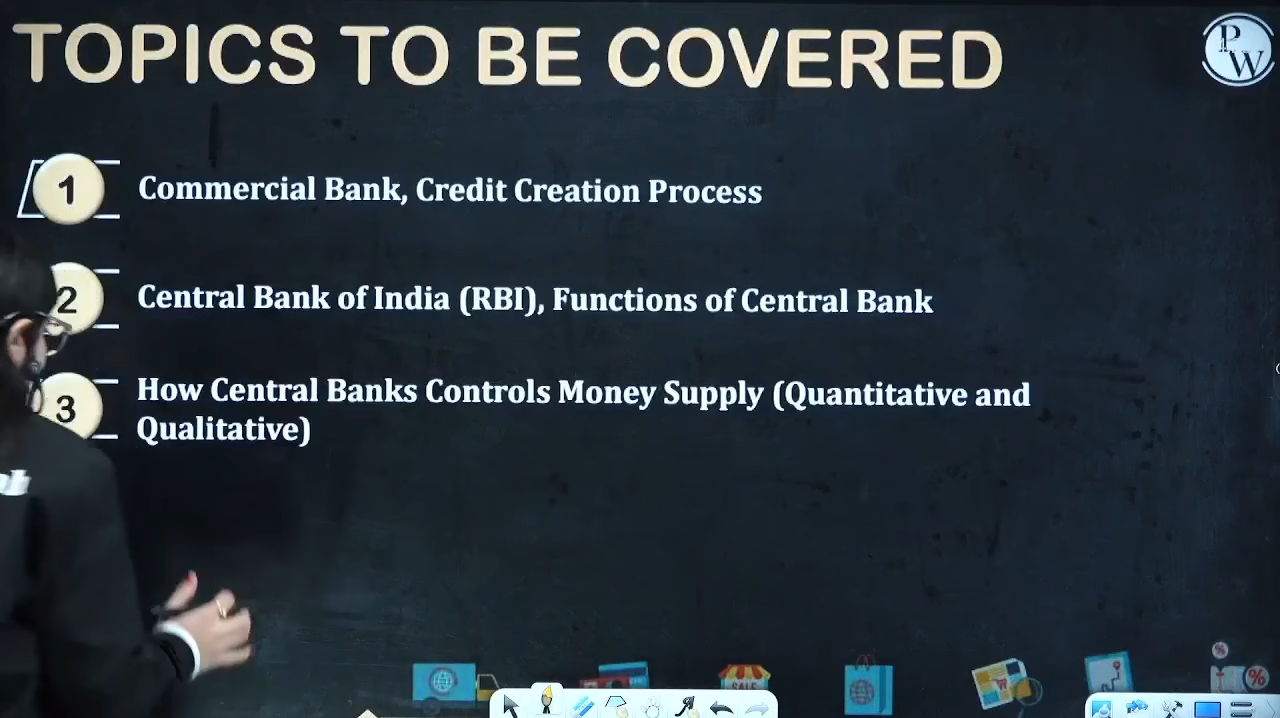 TOPICS TO BE COVERED
PW
1
Commercial Bank, Credit Creation Process
2
Central Bank of India (RBI), Functions of Central Bank
3
How Central Banks Controls Money Supply (Quantitative and
Qualitative)
SALE
%
%